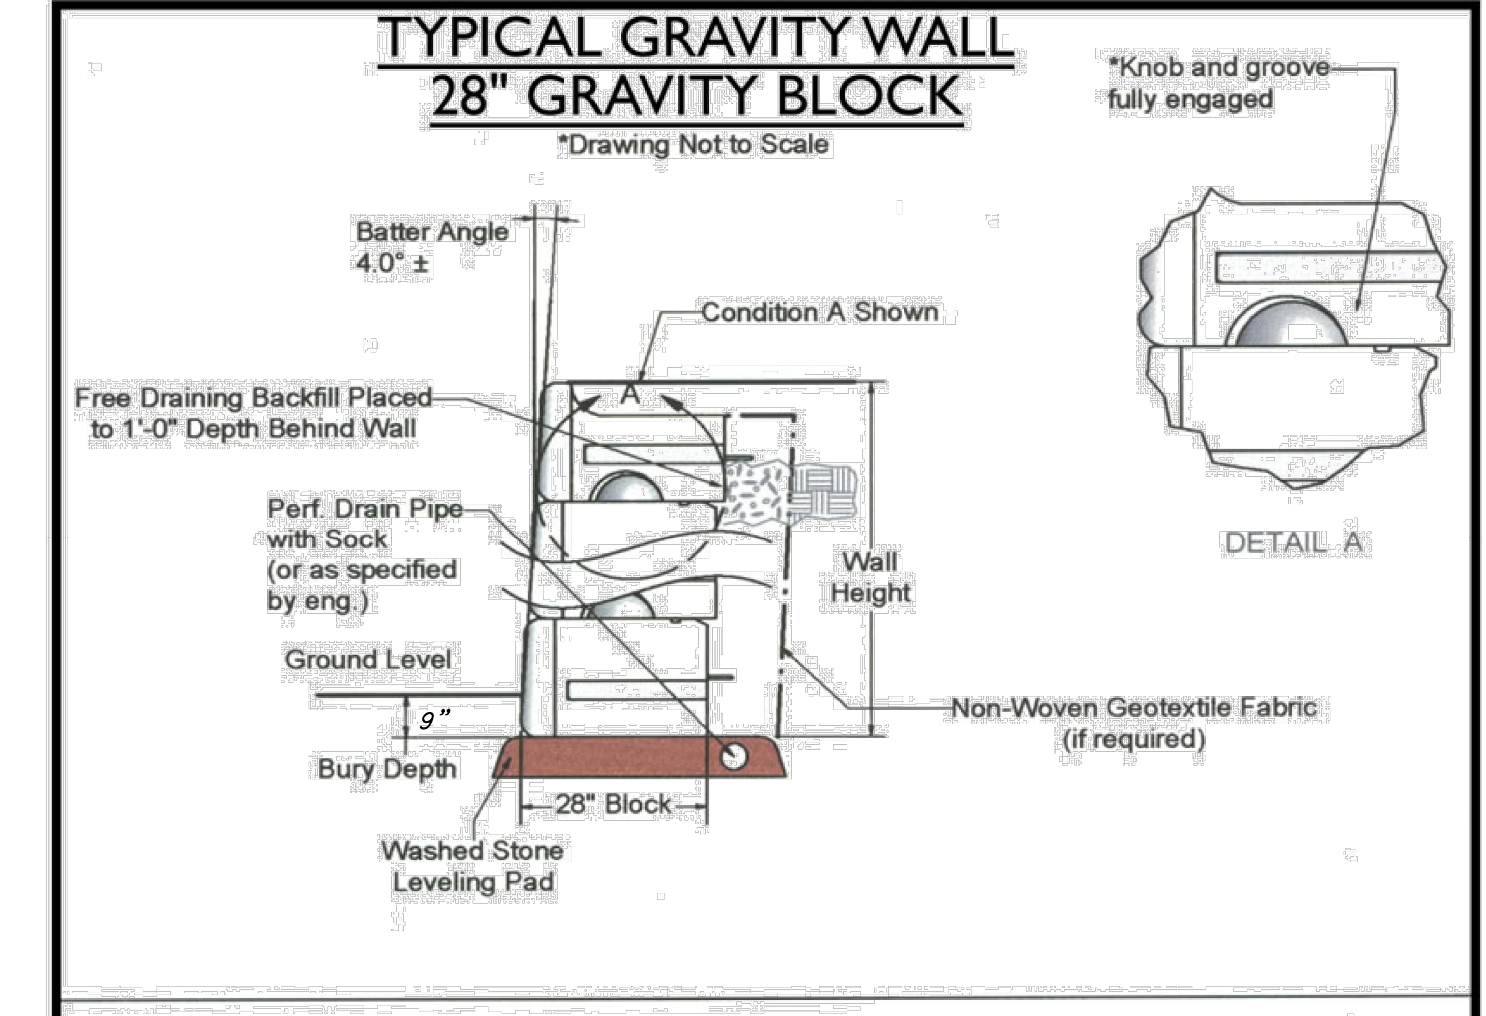 TYPICAL GRAVITY WALL
28" GRAVITY BLOCK
*Drawing Not to Scale
*Knob and groove
fully engaged
Batter Angle
4.0° ±
Condition A Shown
A
Free Draining Backfill Placed
to 1'-0" Depth Behind Wall
Perf. Drain Pipe
with Sock
(or as specified
by eng.)
DETAIL A
Wall
Height
Ground Level
9”
Bury Depth
Non-Woven Geotextile Fabric
(if required)
28" Block
Washed Stone
Leveling Pad